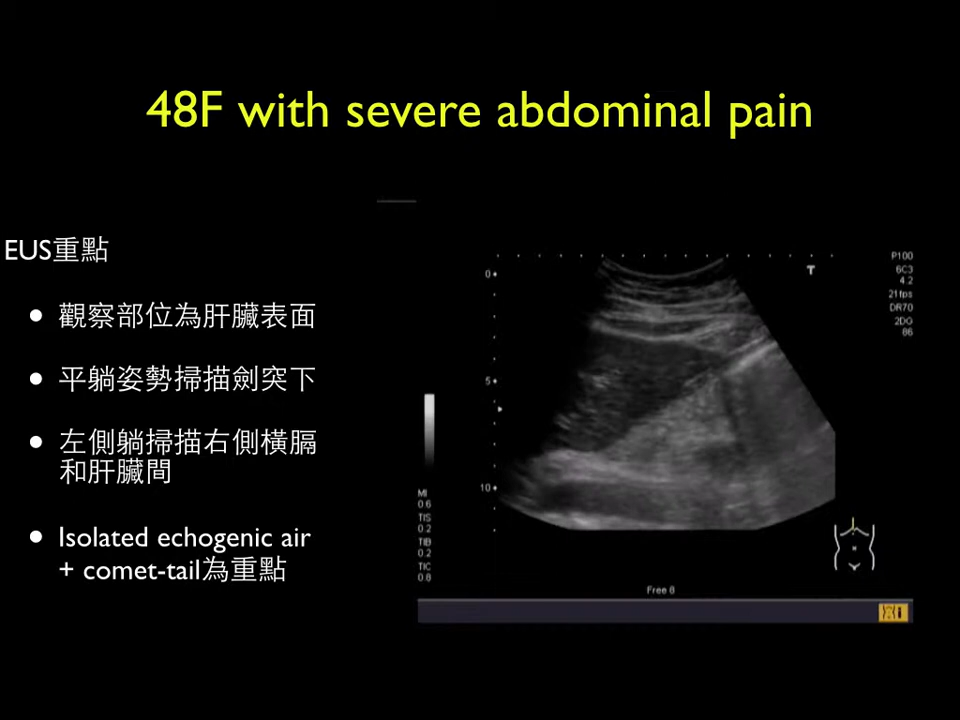 48F with severe abdominal pain
EUS重點
觀察部位為肝臟表面
平躺姿勢掃描劍突下
左側躺掃描右側橫膈
和肝臟間
Isolated echogenic air
+ comet-tail為重點
0
5
10
T
P100
6C3
4.2
21fps
DR70
2DG
86
MI
0.6
TIS
0.2
TIB
0.2
TIC
0.8
Free 6